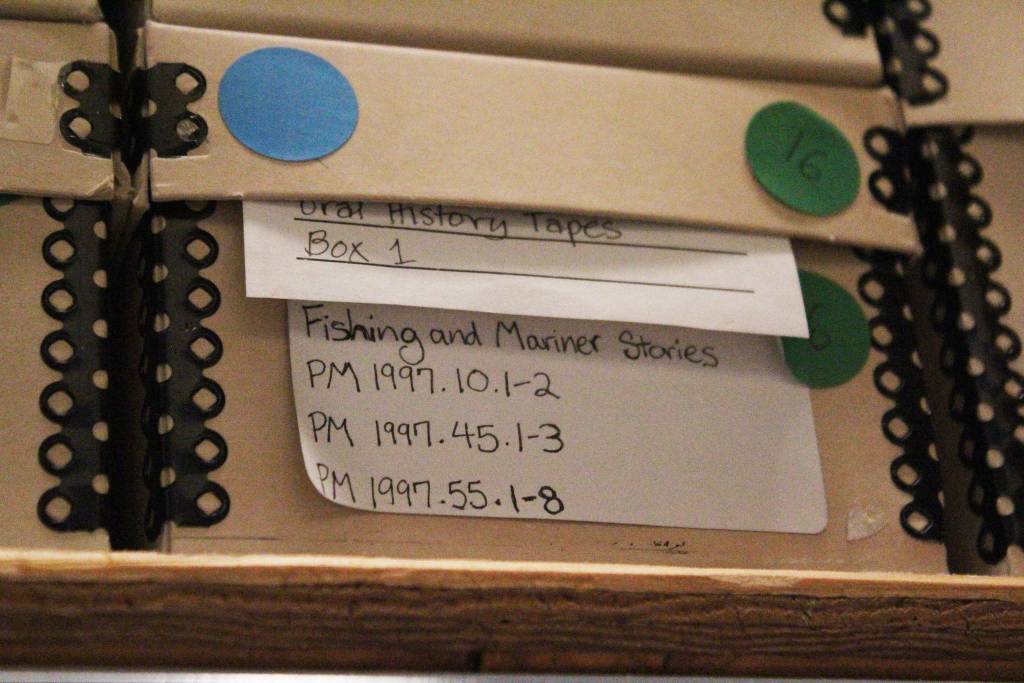 16
Oral History Tapes
Box 1
6
Fishing and Mariner Stories
PM 1997.10.1-2
PM 1997.45.1-3
PM 1997.55.1-8